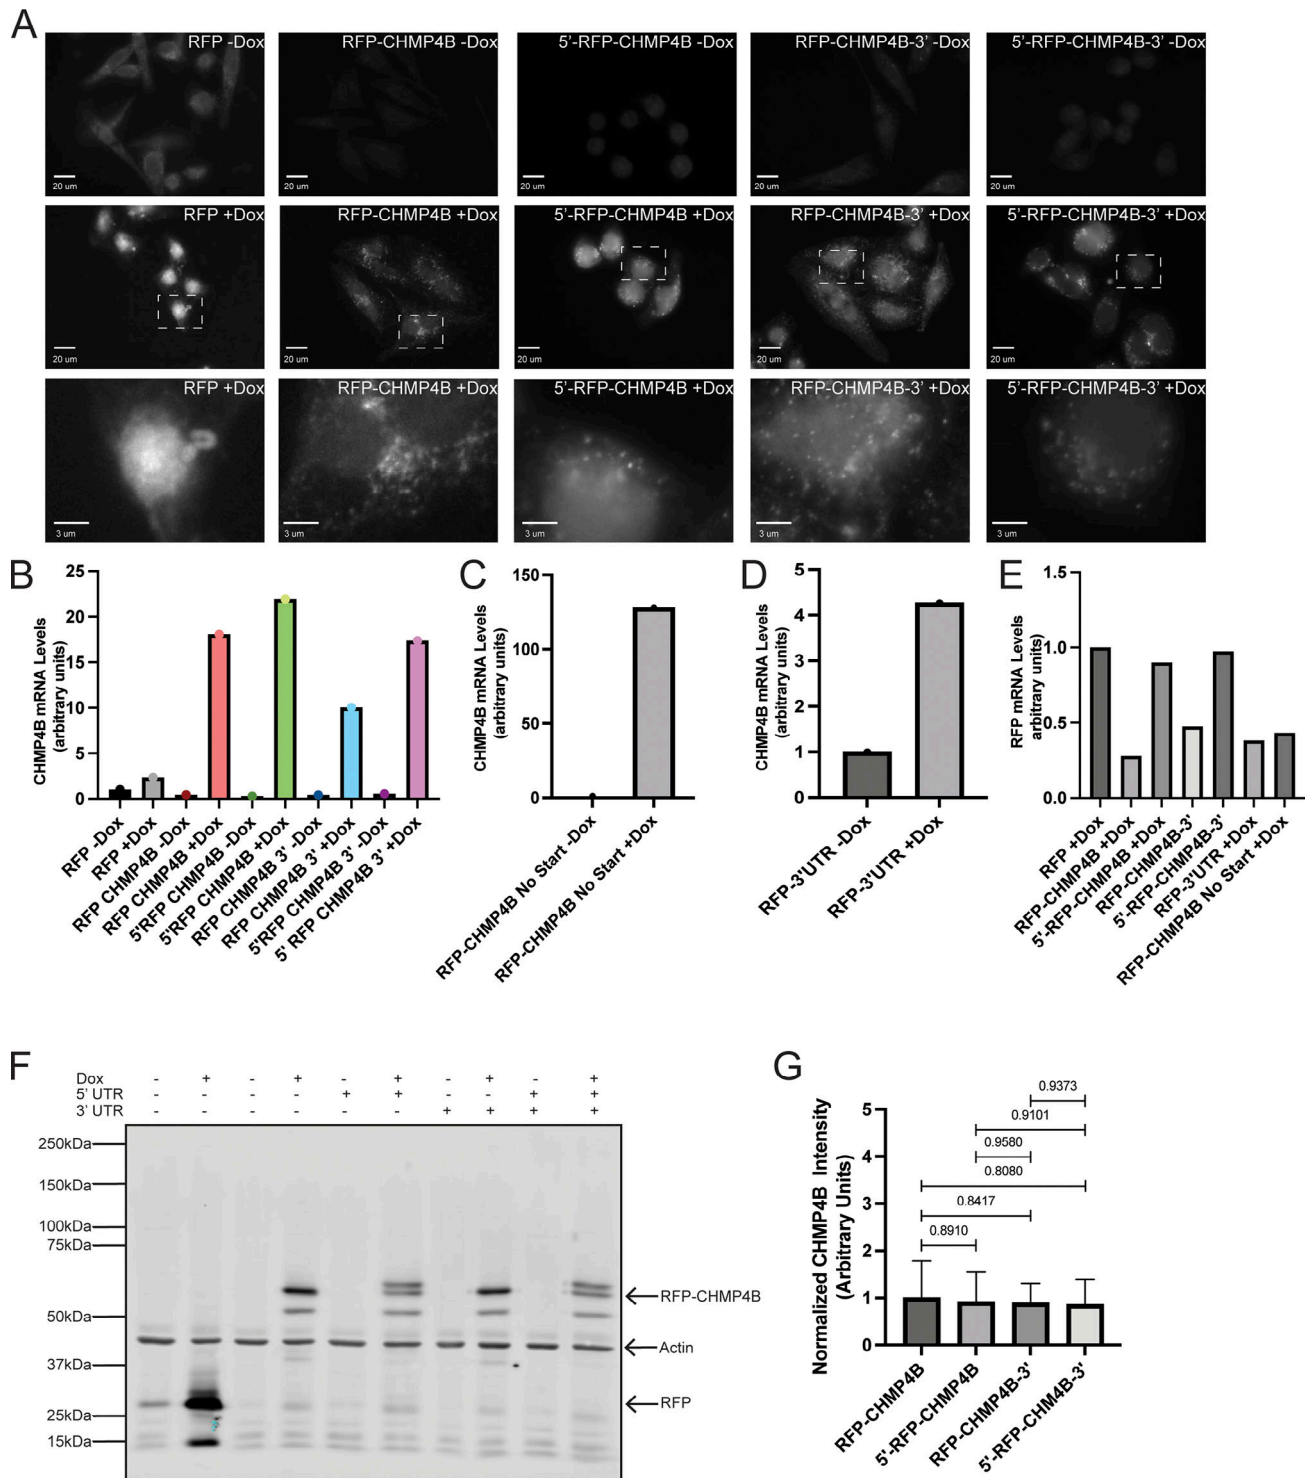 A
RFP -Dox
RFP-CHMP4B -Dox
5'-RFP-CHMP4B -Dox
RFP-CHMP4B-3' -Dox
5'-RFP-CHMP4B-3' -Dox
20 um
20 um
20 um
20 um
20 um
RFP +Dox
RFP-CHMP4B +Dox
5'-RFP-CHMP4B +Dox
RFP-CHMP4B-3' +Dox
5'-RFP-CHMP4B-3' +Dox
20 um
20 um
20 um
20 um
20 um
RFP +Dox
RFP-CHMP4B +Dox
5'-RFP-CHMP4B +Dox
RFP-CHMP4B-3' +Dox
5'-RFP-CHMP4B-3' +Dox
3 um
3 um
3 um
3 um
3 um
B
CHMP4B mRNA Levels
(arbitrary units)
25
20
15
10
5
0
RFP -Dox
RFP +Dox
RFP CHMP4B -Dox
RFP CHMP4B +Dox
5'RFP CHMP4B -Dox
5'RFP CHMP4B +Dox
RFP CHMP4B 3' -Dox
RFP CHMP4B 3' +Dox
5'RFP CHMP4B 3' -Dox
5' RFP CHMP4B 3' +Dox
C
CHMP4B mRNA Levels
(arbitrary units)
150
100
50
0
RFP-CHMP4B No Start -Dox
RFP-CHMP4B No Start +Dox
D
CHMP4B mRNA Levels
(arbitrary units)
5
4
3
2
1
0
RFP-3'UTR -Dox
RFP-3'UTR +Dox
E
RFP mRNA Levels
arbitrary units)
1.5
1.0
0.5
0.0
RFP +Dox
RFP-CHMP4B +Dox
5'-RFP-CHMP4B +Dox
RFP-CHMP4B-3'
5'-RFP-CHMP4B-3'
RFP-3'UTR +Dox
RFP-CHMP4B No Start +Dox
F
Dox - + - + - + - + - +
5' UTR - - - - + + - - + +
3' UTR - - - - - - + + + +
250kDa
150kDa
100kDa
75kDa
50kDa
37kDa
25kDa
15kDa
RFP-CHMP4B
Actin
RFP
G
Normalized CHMP4B Intensity
(Arbitrary Units)
5
4
3
2
1
0
0.9373
0.9101
0.9580
0.8080
0.8417
0.8910
RFP-CHMP4B
5'-RFP-CHMP4B
RFP-CHMP4B-3'
5'-RFP-CHM4B-3'